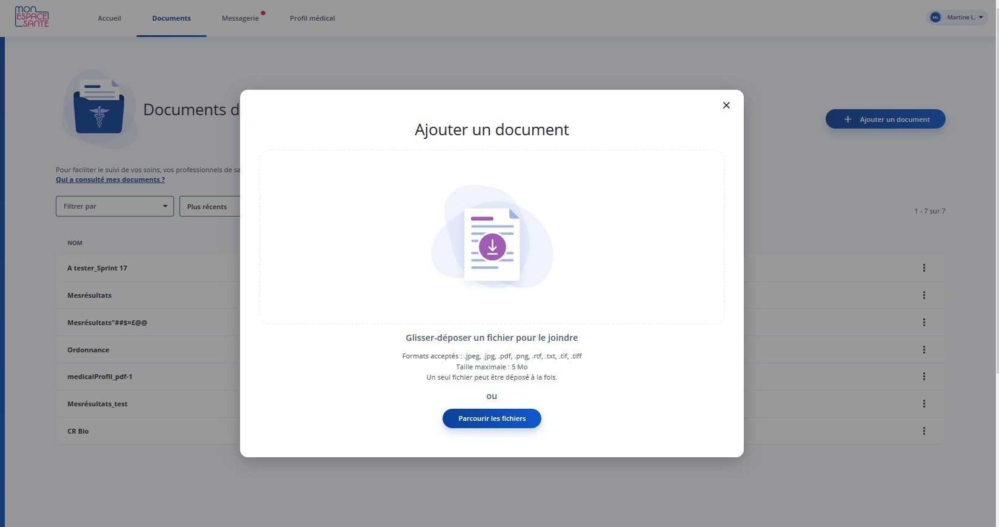 MON
ESPACE
SANTÉ
Accueil
Documents
Messagerie
Profil médical
ML
Martine L.
Documents d
Ajouter un document
Pour faciliter le suivi de vos soins, vos professionnels de sa
Qui a consulté mes documents ?
Filtrer par
Plus récents
1 - 7 sur 7
NOM
A tester_Sprint 17
Mesrésultats
Mesrésultats"##$¤£@@
Ordonnance
medicalProfil_pdf-1
Mesrésultats_test
CR Bio
Ajouter un document
Glisser-déposer un fichier pour le joindre
Formats acceptés : .jpeg, .jpg, .pdf, .png, .rtf, .txt, .tif, .tiff
Taille maximale : 5 Mo
Un seul fichier peut être déposé à la fois.
ou
Parcourir les fichiers